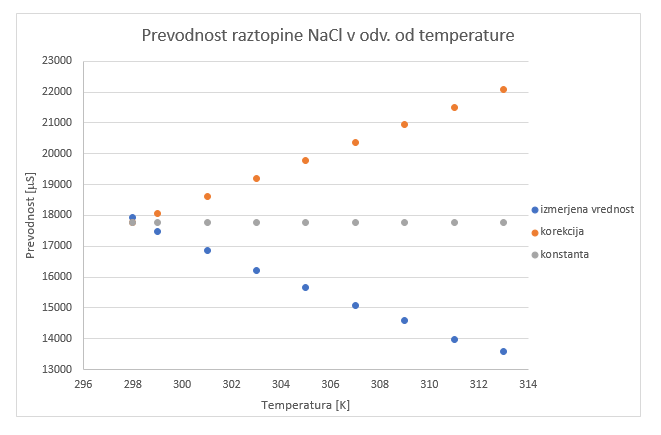 Prevodnost raztopine NaCl v odv. od temperature
23000
22000
21000
20000
19000
18000
17000
16000
15000
14000
13000
Prevodnost [µS]
296 298 300 302 304 306 308 310 312 314
Temperatura [K]
izmerjena vrednost
korekcija
konstanta